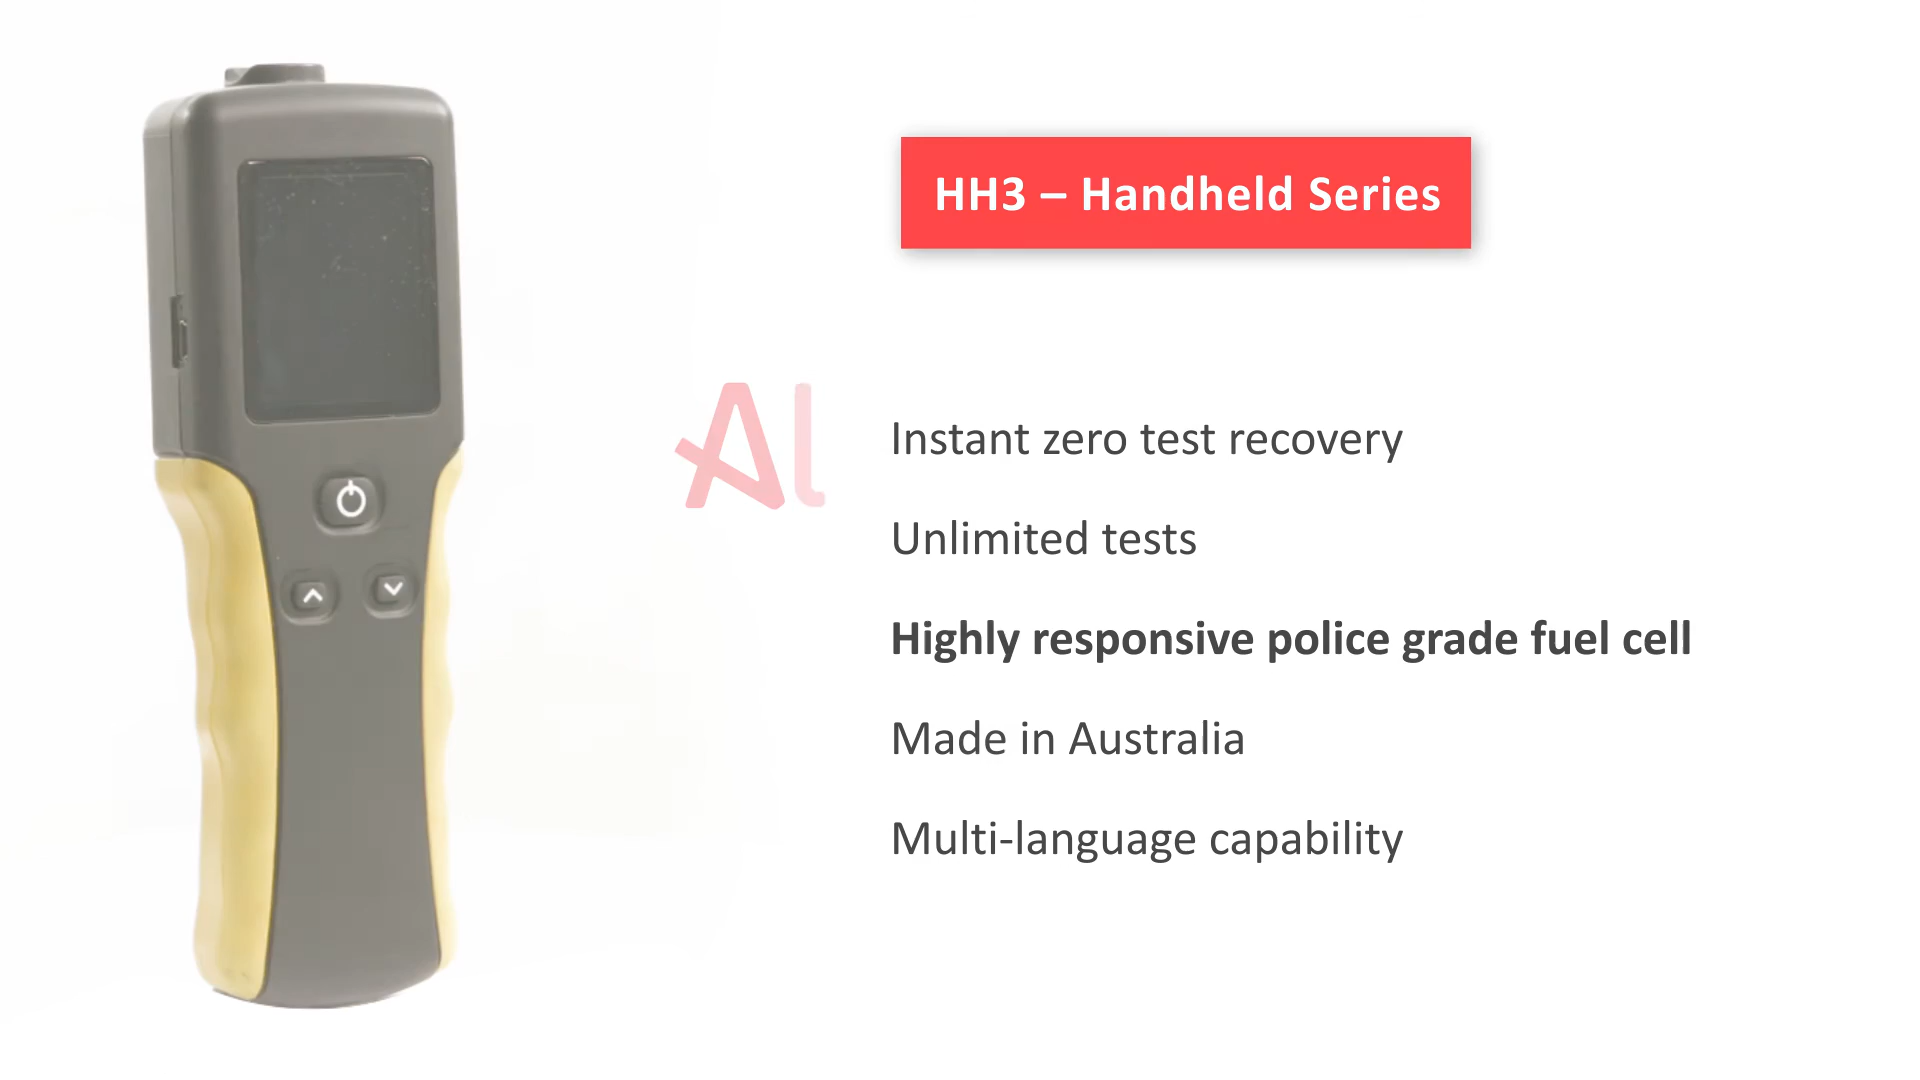 HH3 – Handheld Series
Al
Instant zero test recovery
Unlimited tests
Highly responsive police grade fuel cell
Made in Australia
Multi-language capability